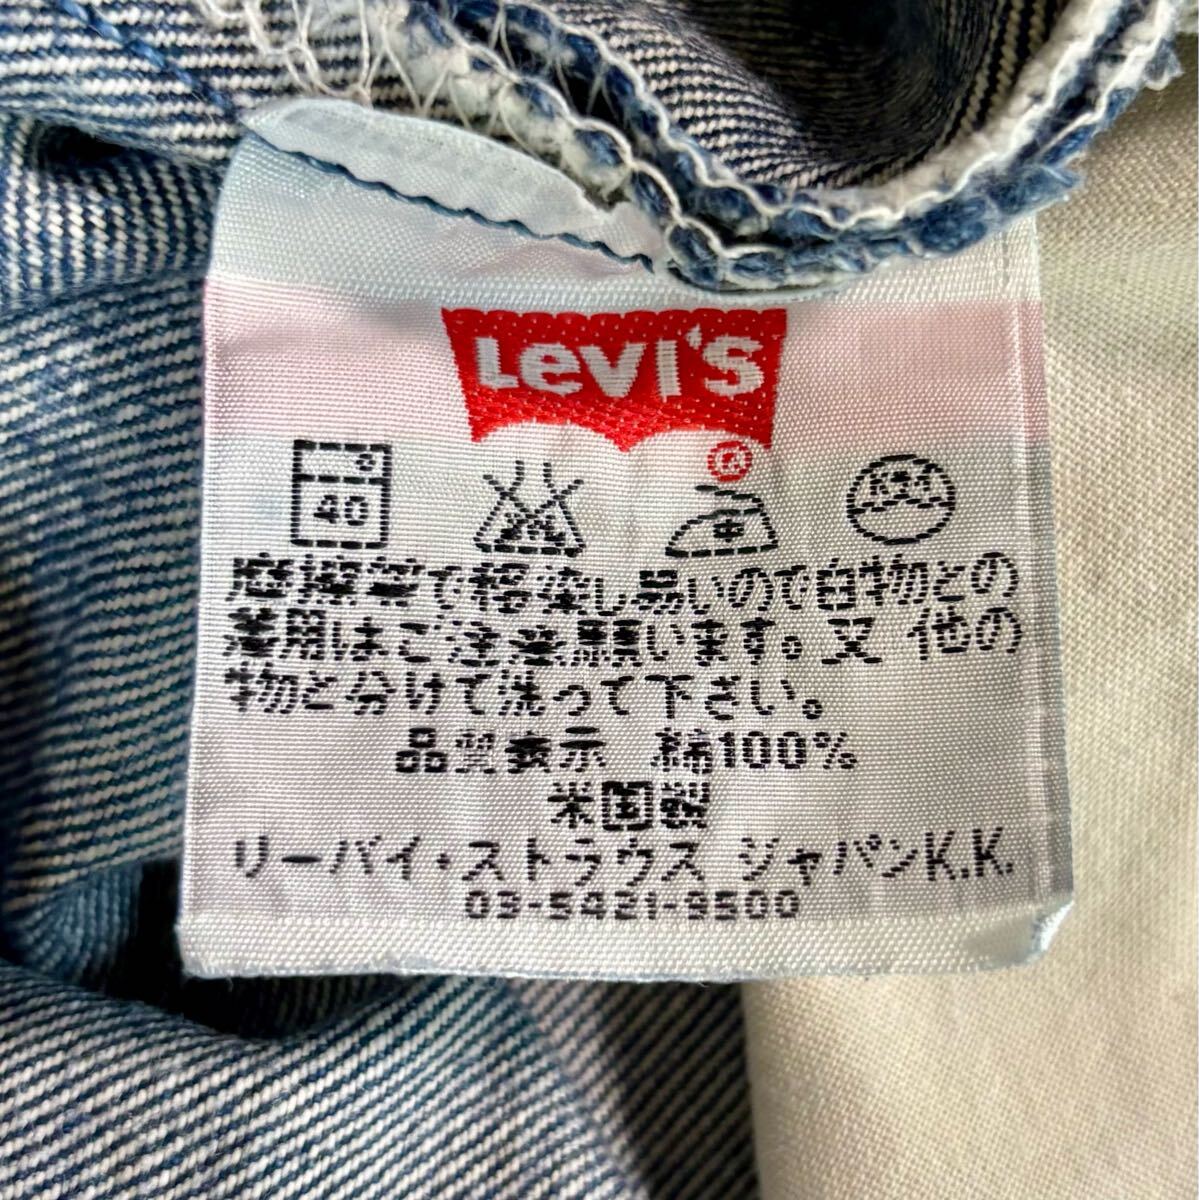 Levi's
®
40
摩擦等で移染し易いので白物との
着用はご注意願います。又 他の
物と分けて洗って下さい。
品質表示 綿100%
米国製
リーバイ・ストラウス ジャパンK.K.
03-5421-9500